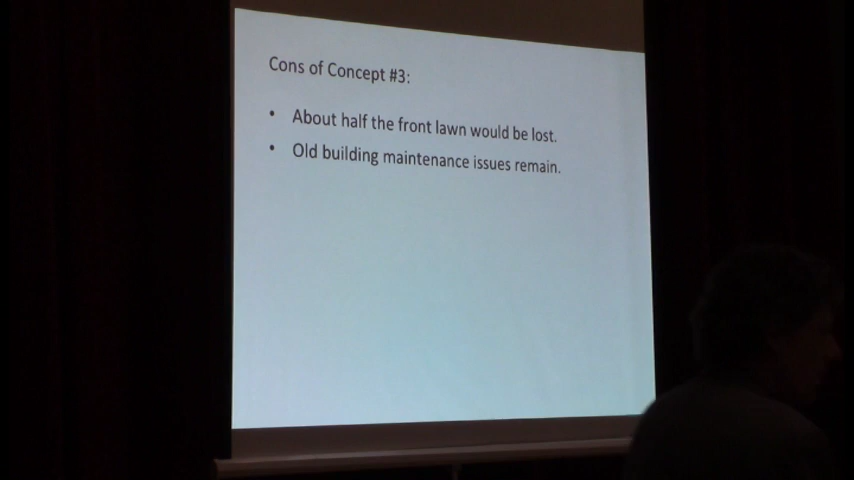 Cons of Concept #3:
• About half the front lawn would be lost.
• Old building maintenance issues remain.